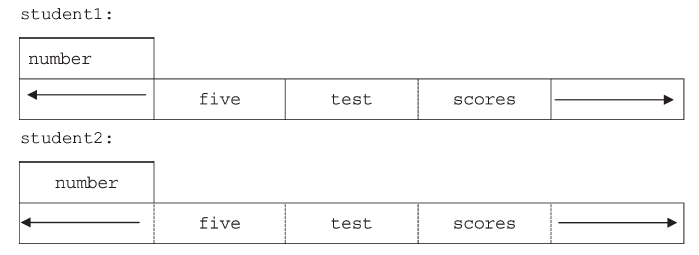 student1:
number
five test scores
student2:
number
five test scores